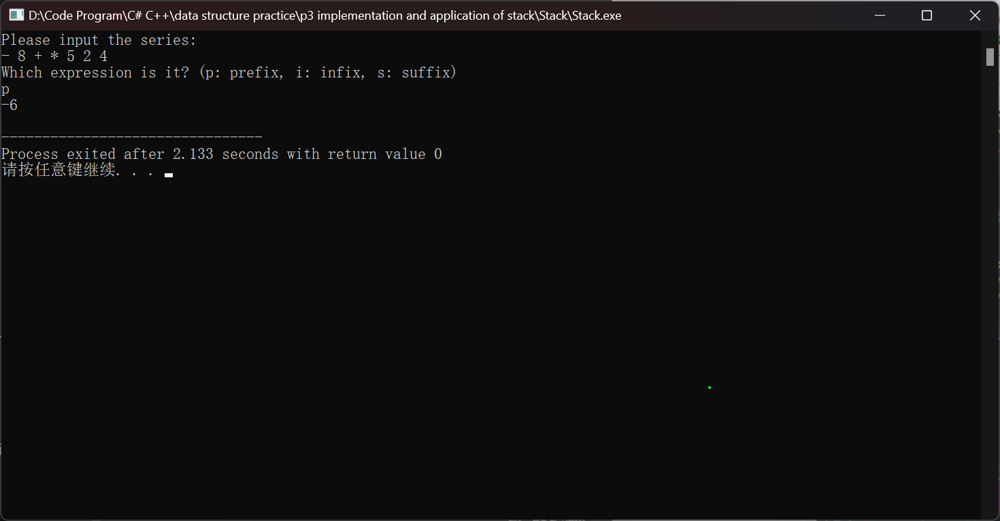 D:\Code Program\C# C++\data structure practice\p3 implementation and application of stack\Stack\Stack.exe
Please input the series:
- 8 + * 5 2 4
Which expression is it? (p: prefix, i: infix, s: suffix)
p
-6
--------------------------------
Process exited after 2.133 seconds with return value 0
请按任意键继续. . .